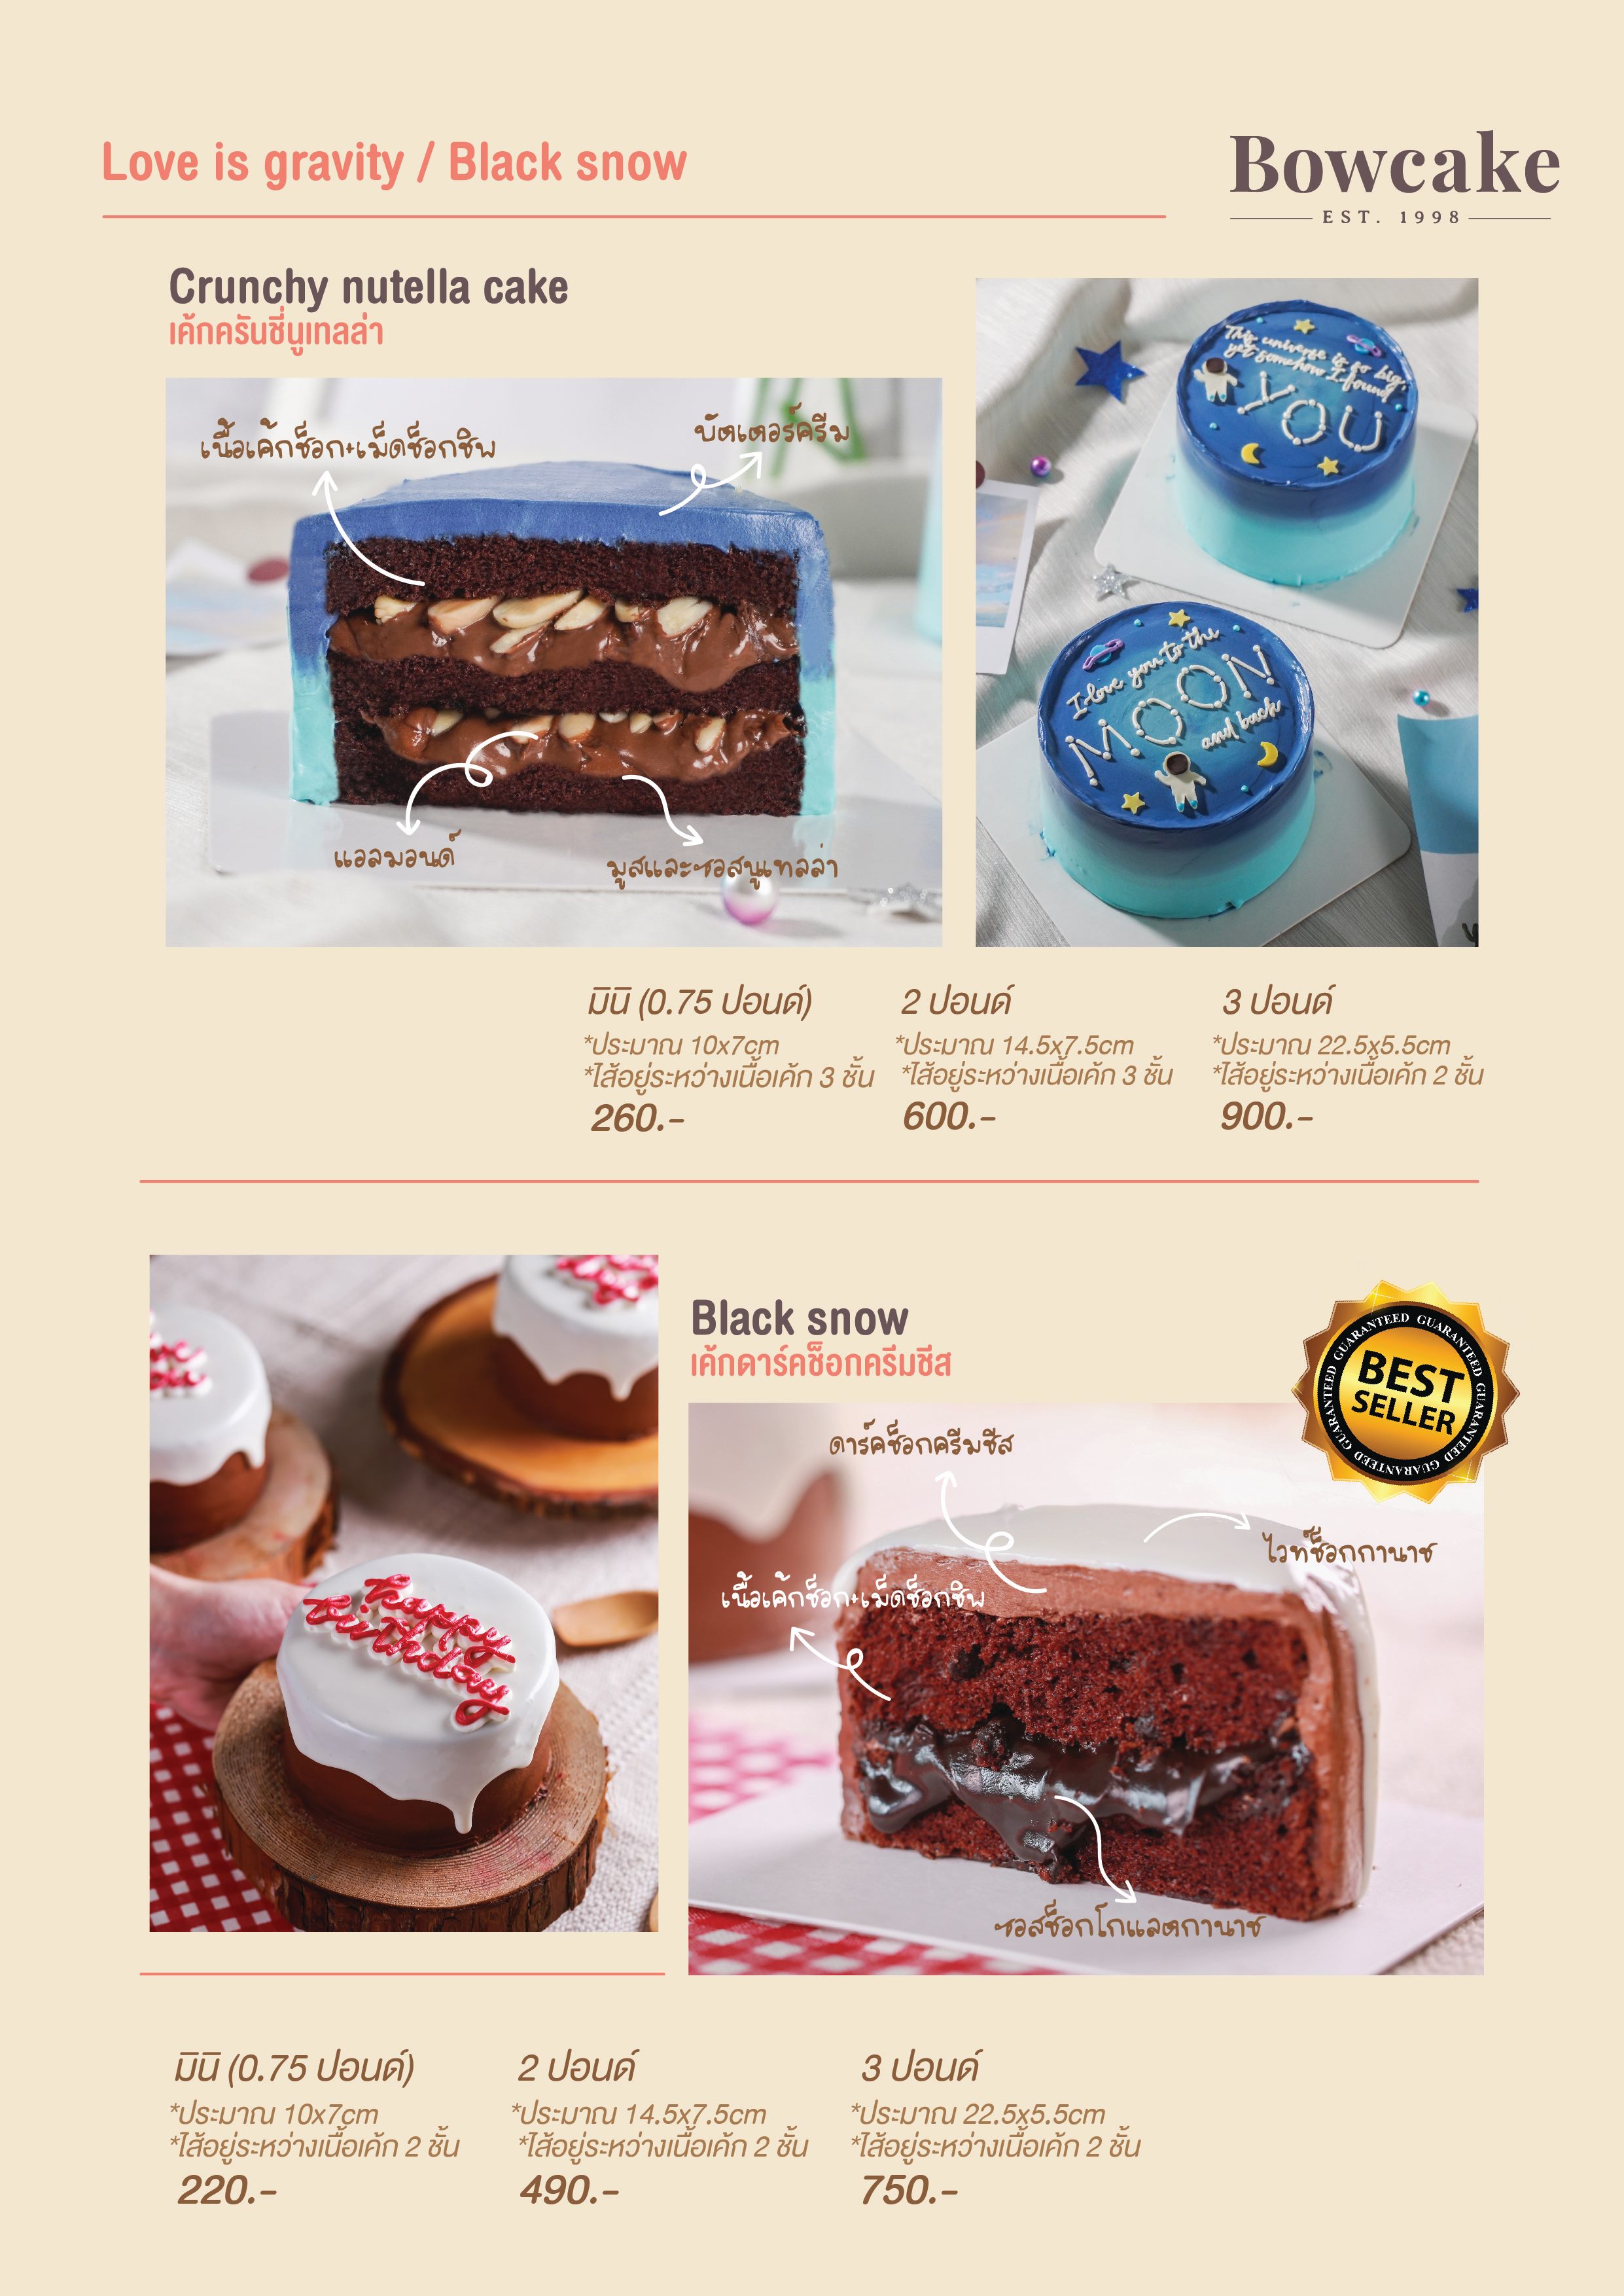 Love is gravity / Black snow
Bowcake
EST. 1998
Crunchy nutella cake
เค้กครันชี่นูเทลล่า
เนื้อเค้กช็อก+เม็ดช็อกชิพ
บัตเตอร์ครีม
แอลมอนด์
มูสและซอสนูเทลล่า
This universe is so big,
yet somehow I found
YOU
I love you to the
MOON
and back
มินิ (0.75 ปอนด์)
*ประมาณ 10x7cm
*ไส้อยู่ระหว่างเนื้อเค้ก 3 ชั้น
260.-
2 ปอนด์
*ประมาณ 14.5x7.5cm
*ไส้อยู่ระหว่างเนื้อเค้ก 3 ชั้น
600.-
3 ปอนด์
*ประมาณ 22.5x5.5cm
*ไส้อยู่ระหว่างเนื้อเค้ก 2 ชั้น
900.-
happy
birthday
Black snow
เค้กดาร์คช็อกครีมชีส
GUARANTEED GUARANTEED GUARANTEED GUARANTEED GUARANTEED
BEST
SELLER
ดาร์คช็อกครีมชีส
ไวท์ช็อกกานาช
เนื้อเค้กช็อก+เม็ดช็อกชิพ
ซอสช็อกโกแลตกานาช
มินิ (0.75 ปอนด์)
*ประมาณ 10x7cm
*ไส้อยู่ระหว่างเนื้อเค้ก 2 ชั้น
220.-
2 ปอนด์
*ประมาณ 14.5x7.5cm
*ไส้อยู่ระหว่างเนื้อเค้ก 2 ชั้น
490.-
3 ปอนด์
*ประมาณ 22.5x5.5cm
*ไส้อยู่ระหว่างเนื้อเค้ก 2 ชั้น
750.-